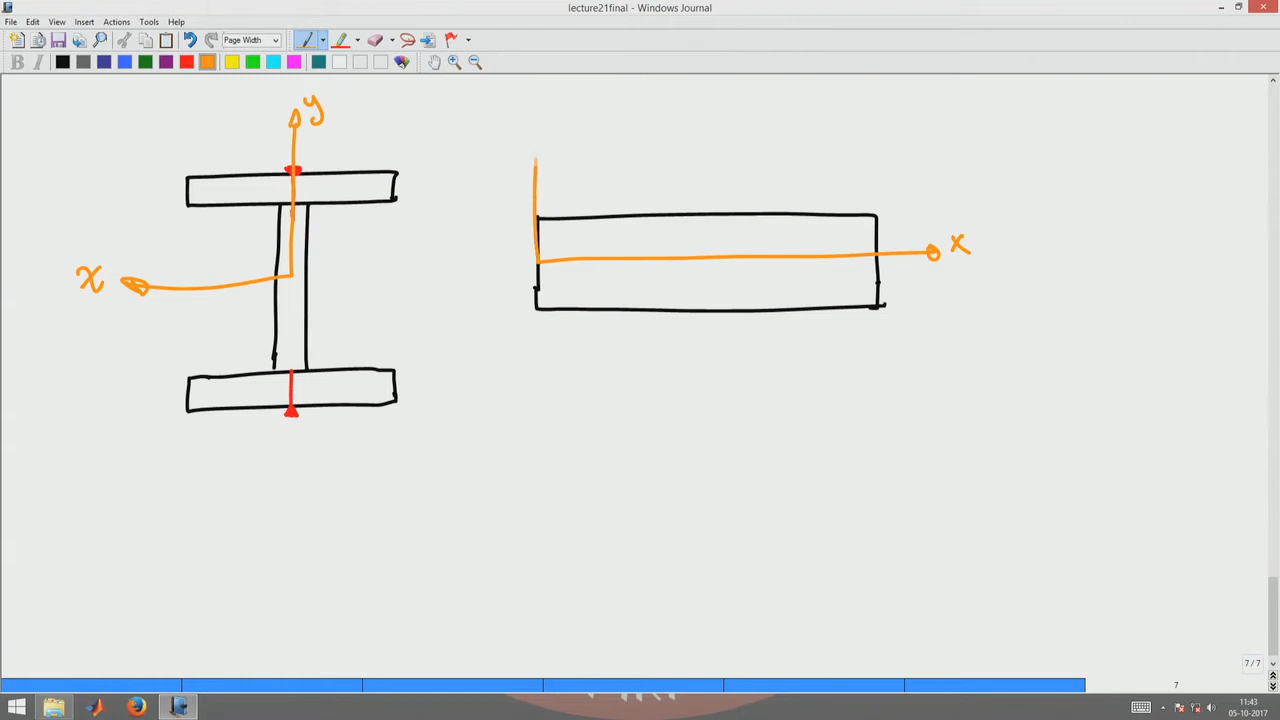 lecture21final - Windows Journal
File Edit View Insert Actions Tools Help
Page Width
B I
y
x
x
7 / 7
7
11:43
05-10-2017